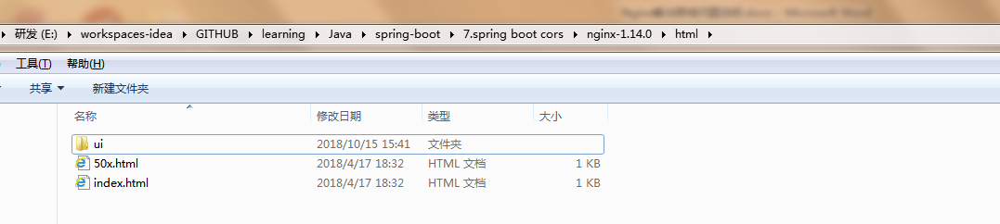 研发 (E:) workspaces-idea GITHUB learning Java spring-boot 7.spring boot cors nginx-1.14.0 html
工具(T) 帮助(H)
共享 新建文件夹
名称 修改日期 类型 大小
ui 2018/10/15 15:41 文件夹
50x.html 2018/4/17 18:32 HTML 文档 1 KB
index.html 2018/4/17 18:32 HTML 文档 1 KB